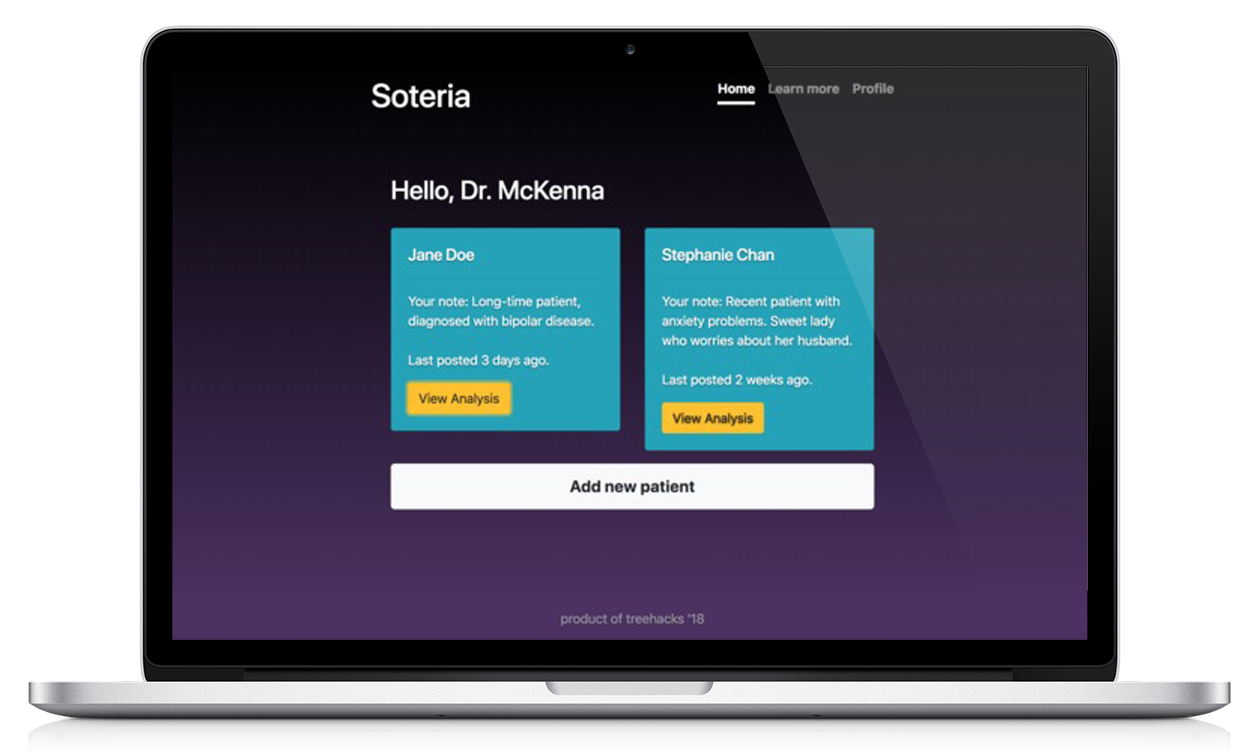 Soteria
Home Learn more Profile
Hello, Dr. McKenna
Jane Doe
Your note: Long-time patient,
diagnosed with bipolar disease.
Last posted 3 days ago.
View Analysis
Stephanie Chan
Your note: Recent patient with
anxiety problems. Sweet lady
who worries about her husband.
Last posted 2 weeks ago.
View Analysis
Add new patient
product of treehacks '18